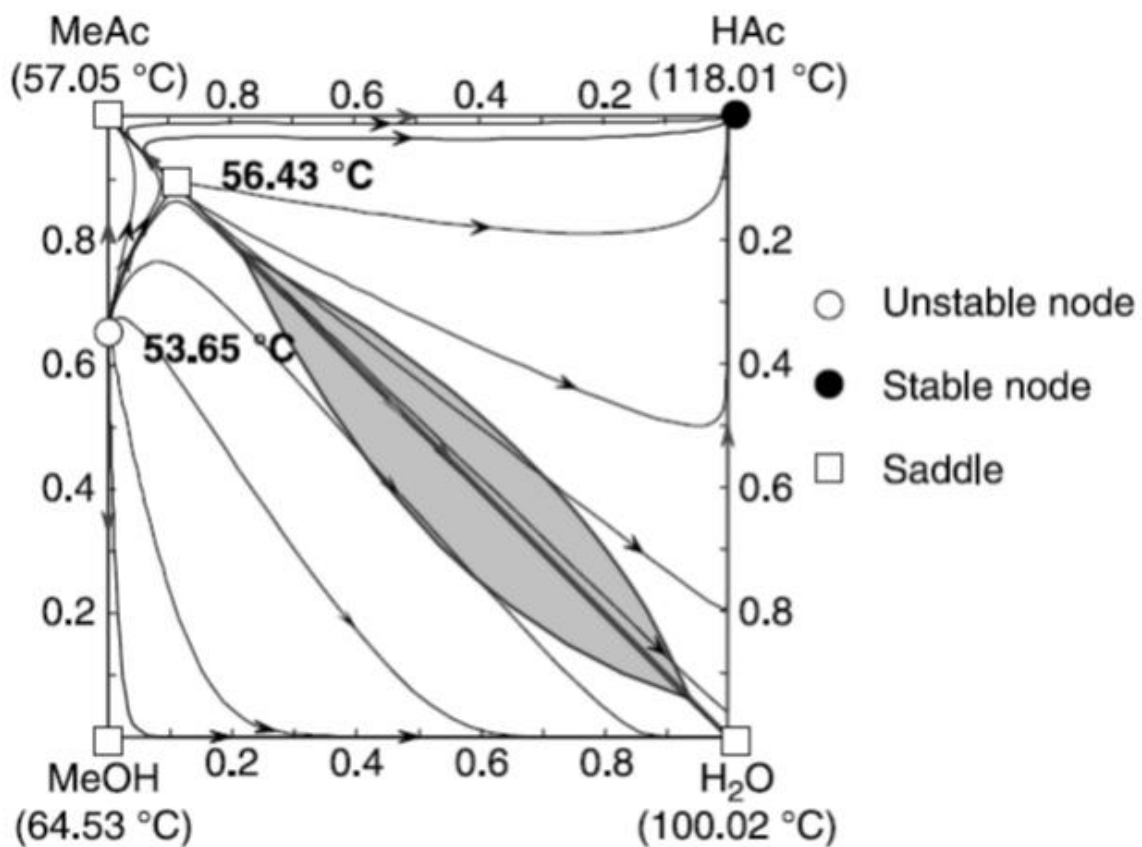 MeAc HAc
(57.05 °C) 0.8 0.6 0.4 0.2 (118.01 °C)
56.43 °C
0.8 0.2
Unstable node
53.65 °C
0.6 0.4
Stable node
Saddle
0.4 0.6
0.2 0.8
0.2 0.4 0.6 0.8
MeOH H₂O
(64.53 °C) (100.02 °C)